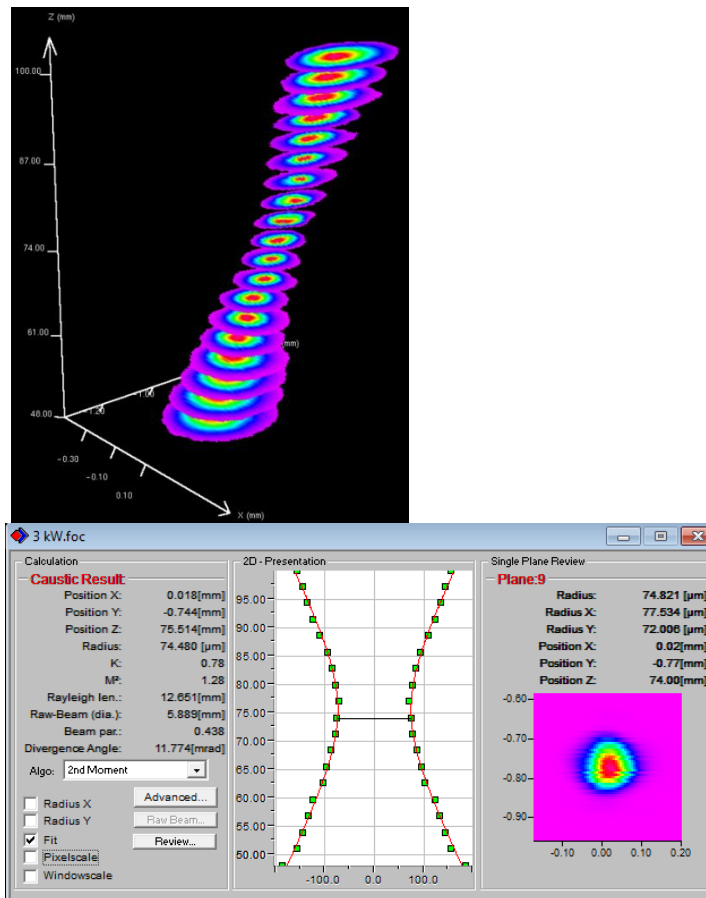 Z (mm)
100.00
87.00
74.00
61.00
(mm)
-1.00
-1.20
48.00
-0.30
-0.10
0.10
X (mm)
3 kW.foc
Calculation
Caustic Result:
Position X: 0.018[mm]
Position Y: -0.744[mm]
Position Z: 75.514[mm]
Radius: 74.480 [µm]
K: 0.78
M²: 1.28
Rayleigh len.: 12.651[mm]
Raw-Beam (dia.): 5.889[mm]
Beam par.: 0.438
Divergence Angle: 11.774[mrad]
Algo: 2nd Moment
Radius X
Radius Y
Fit
Pixelscale
Windowscale
Advanced...
Raw Beam...
Review...
2D - Presentation
95.00
90.00
85.00
80.00
75.00
70.00
65.00
60.00
55.00
50.00
-100.0 0.0 100.0
Single Plane Review
Plane:9
Radius: 74.821 [µm]
Radius X: 77.534 [µm]
Radius Y: 72.006 [µm]
Position X: 0.02[mm]
Position Y: -0.77[mm]
Position Z: 74.00[mm]
-0.60
-0.70
-0.80
-0.90
-0.10 0.00 0.10 0.20